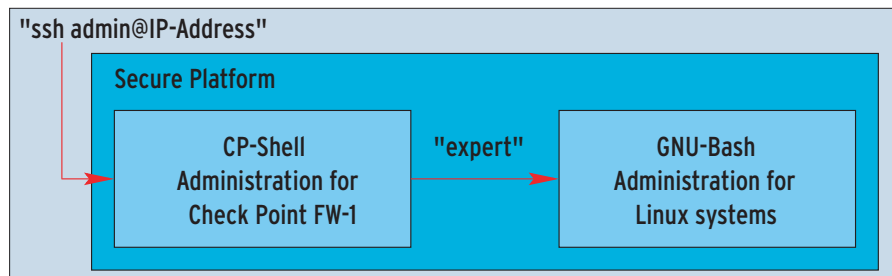 "ssh admin@IP-Address"
Secure Platform
CP-Shell
Administration for
Check Point FW-1
"expert"
GNU-Bash
Administration for
Linux systems